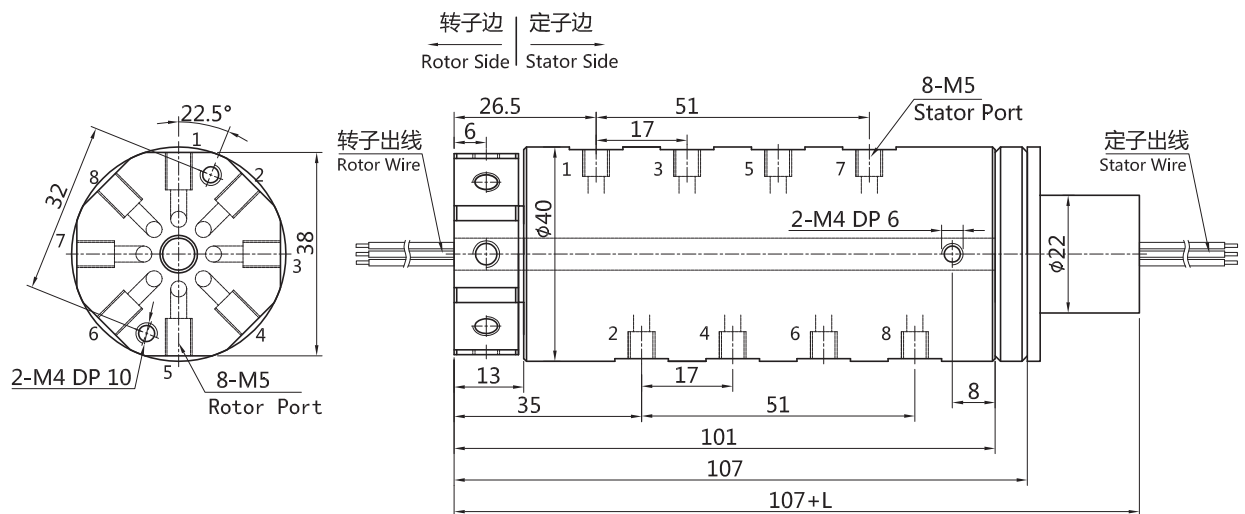 转子边
定子边
Rotor Side
Stator Side
22.5°
1
2
3
4
5
6
7
8
32
38
2-M4 DP 10
8-M5
Rotor Port
26.5
51
6
17
8-M5
Stator Port
转子出线
Rotor Wire
定子出线
Stator Wire
1
3
5
7
ϕ40
2-M4 DP 6
ϕ22
2
4
6
8
13
17
35
51
8
101
107
107+L